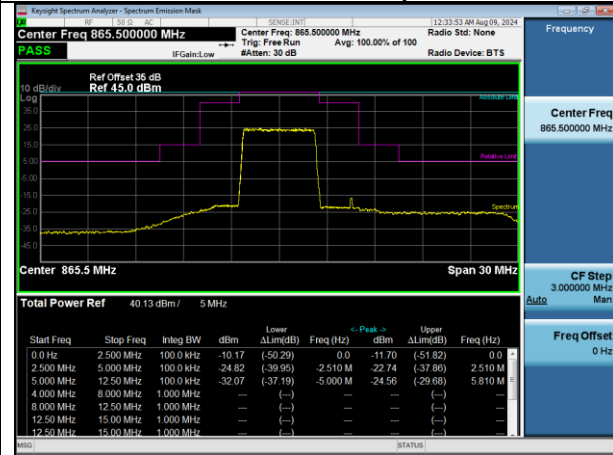 Keysight Spectrum Analyzer - Spectrum Emission Mask
RF 50 Ω AC SENSE:INT 12:33:53 AM Aug 09, 2024
Center Freq 865.500000 MHz
Center Freq: 865.500000 MHz
Radio Std: None
Trig: Free Run Avg: 100.00% of 100
PASS
IFGain:Low
#Atten: 30 dB
Radio Device: BTS
Frequency
Ref Offset 35 dB
10 dB/div Ref 45.0 dBm
Log
Absolute Limit
35.0
25.0
15.0
5.00
Relative Limit
-5.00
-15.0
-25.0
Spectrum
-35.0
-45.0
Center 865.5 MHz Span 30 MHz
Center Freq
865.500000 MHz
CF Step
3.000000 MHz
Auto Man
Freq Offset
0 Hz
Total Power Ref 40.13 dBm / 5 MHz
Lower <- Peak -> Upper
Start Freq Stop Freq Integ BW dBm ΔLim(dB) Freq (Hz) dBm ΔLim(dB) Freq (Hz)
0.0 Hz 2.500 MHz 100.0 kHz -10.17 (-50.29) 0.0 -11.70 (-51.82) 0.0
2.500 MHz 5.000 MHz 100.0 kHz -24.82 (-39.95) -2.510 M -22.74 (-37.86) 2.510 M
5.000 MHz 12.50 MHz 100.0 kHz -32.07 (-37.19) -5.000 M -24.56 (-29.68) 5.810 M
4.000 MHz 8.000 MHz 1.000 MHz --- (---) --- --- (---) ---
8.000 MHz 12.50 MHz 1.000 MHz --- (---) --- --- (---) ---
12.50 MHz 15.00 MHz 1.000 MHz --- (---) --- --- (---) ---
12.50 MHz 15.00 MHz 1.000 MHz --- (---) --- --- (---) ---
MSG STATUS